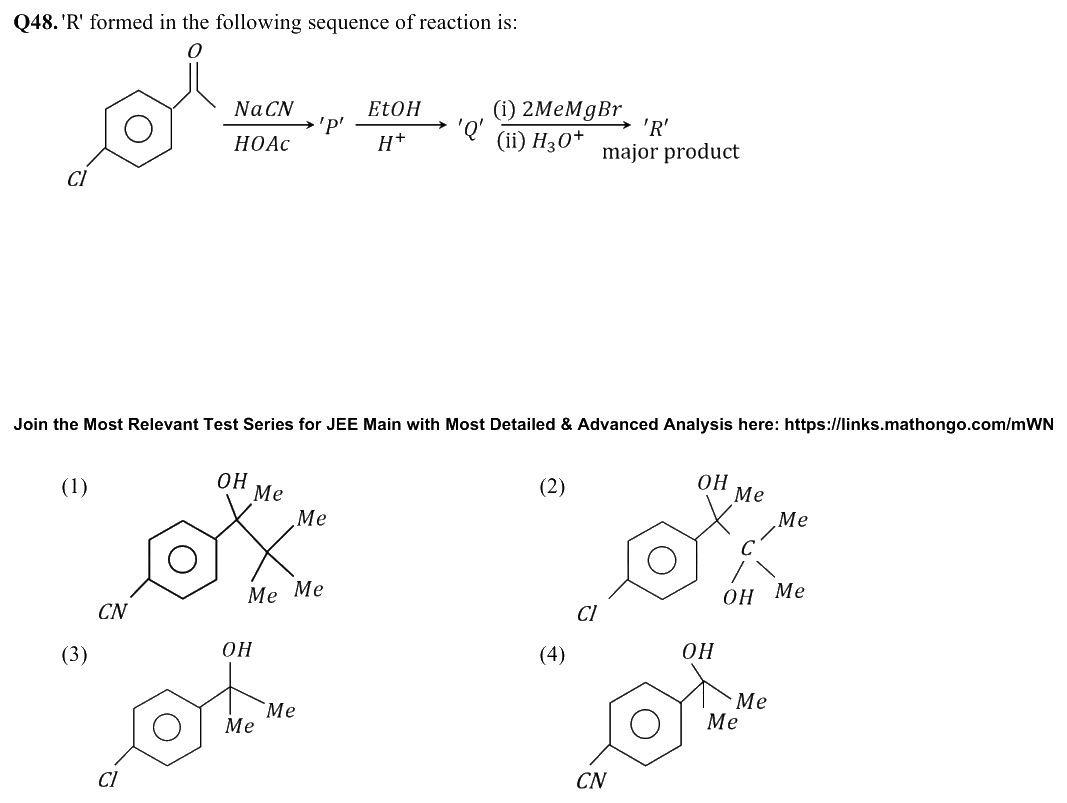 Q48. 'R' formed in the following sequence of reaction is:
O
NaCN
HOAc
'P'
EtOH
H⁺
'Q'
(i) 2MeMgBr
(ii) H₃O⁺
'R'
major product
Cl
Join the Most Relevant Test Series for JEE Main with Most Detailed & Advanced Analysis here: https://links.mathongo.com/mWN
(1)
OH
Me
Me
Me Me
CN
(2)
OH
Me
Me
C
OH Me
Cl
(3)
OH
Me
Me
Cl
(4)
OH
Me
Me
CN